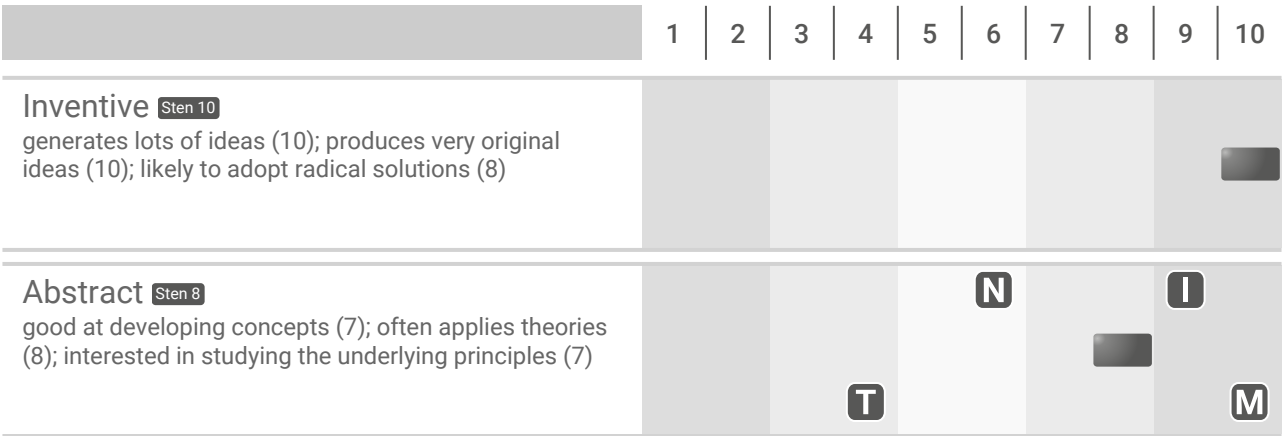 1 2 3 4 5 6 7 8 9 10
Inventive Sten 10
generates lots of ideas (10); produces very original
ideas (10); likely to adopt radical solutions (8)
Abstract Sten 8
N I
good at developing concepts (7); often applies theories
(8); interested in studying the underlying principles (7)
T M